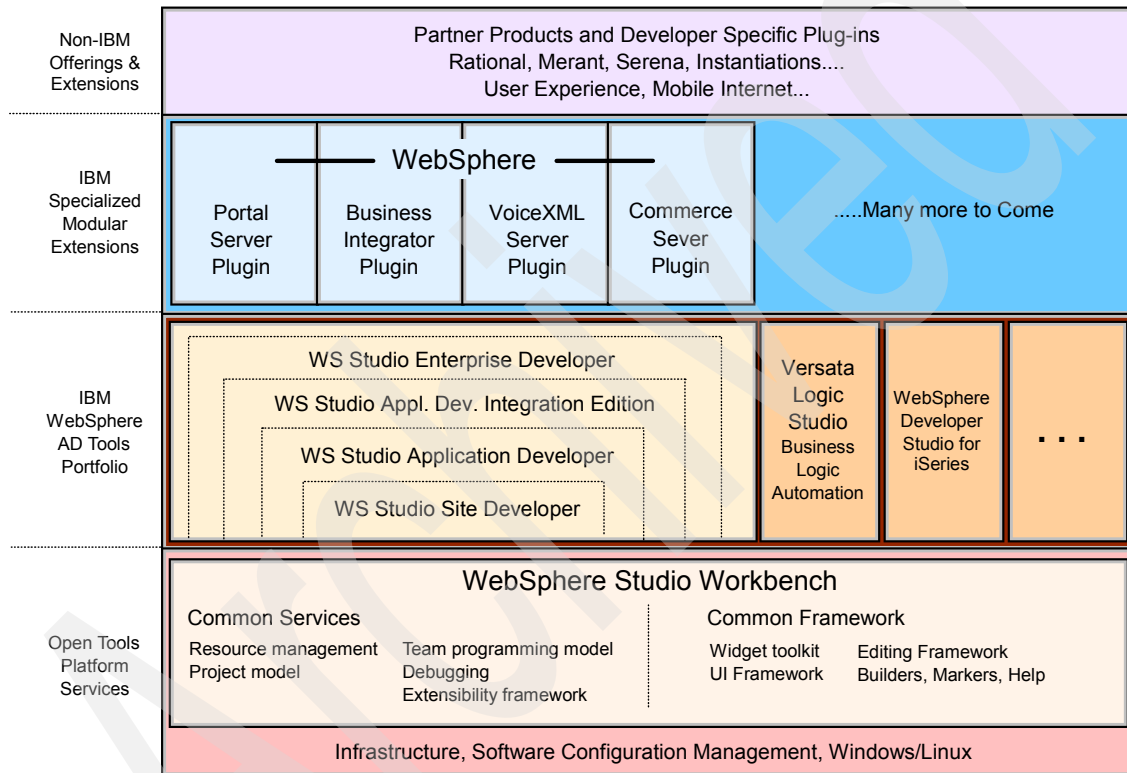 Non-IBM
Offerings &
Extensions
Partner Products and Developer Specific Plug-ins
Rational, Merant, Serena, Instantiations....
User Experience, Mobile Internet...
IBM
Specialized
Modular
Extensions
WebSphere
Portal
Server
Plugin
Business
Integrator
Plugin
VoiceXML
Server
Plugin
Commerce
Sever
Plugin
.....Many more to Come
IBM
WebSphere
AD Tools
Portfolio
WS Studio Enterprise Developer
WS Studio Appl. Dev. Integration Edition
WS Studio Application Developer
WS Studio Site Developer
Versata
Logic
Studio
Business
Logic
Automation
WebSphere
Developer
Studio for
iSeries
. . .
Open Tools
Platform
Services
WebSphere Studio Workbench
Common Services
Resource management
Project model
Team programming model
Debugging
Extensibility framework
Common Framework
Widget toolkit
UI Framework
Editing Framework
Builders, Markers, Help
Infrastructure, Software Configuration Management, Windows/Linux
Archived